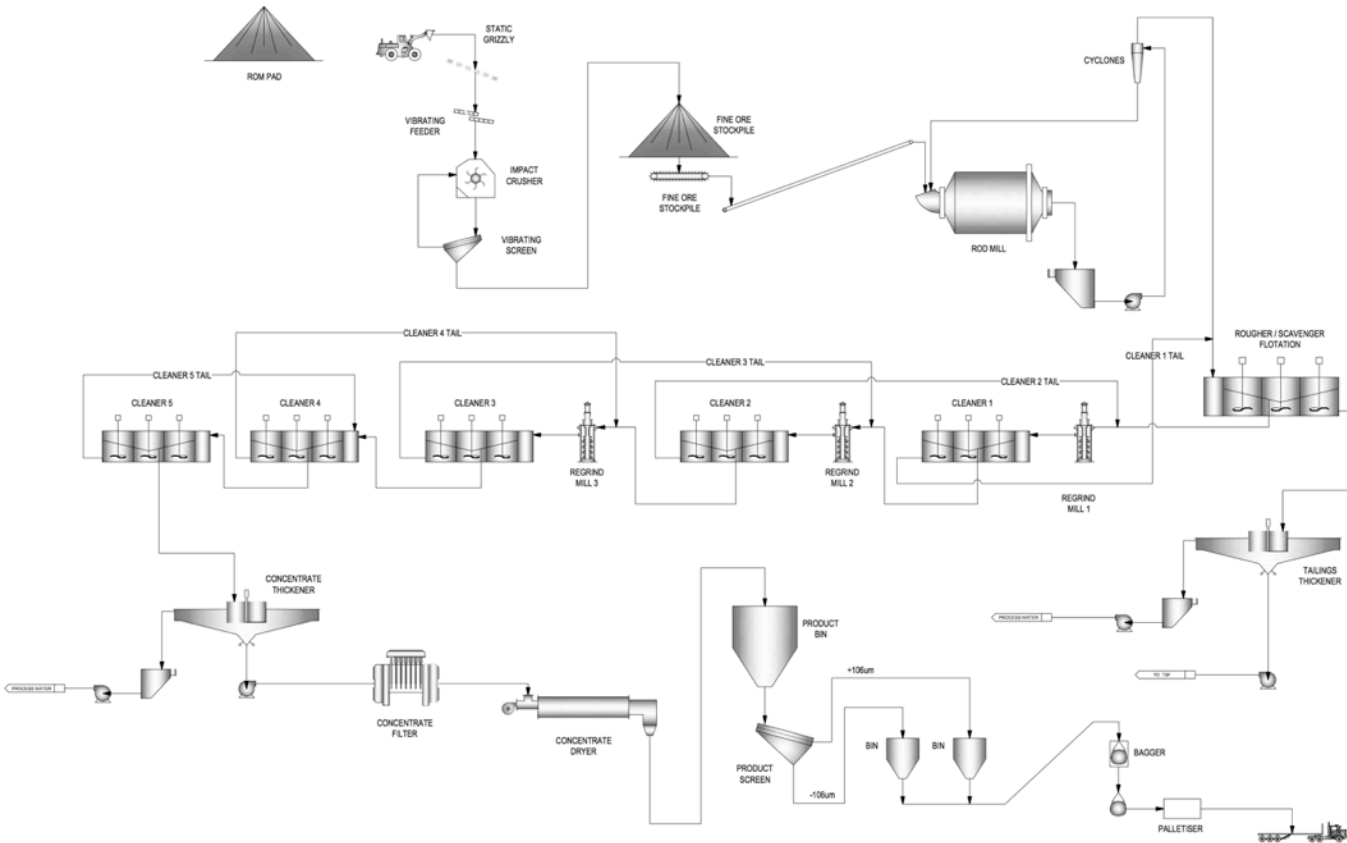 ROM PAD
STATIC
GRIZZLY
VIBRATING
FEEDER
IMPACT
CRUSHER
VIBRATING
SCREEN
FINE ORE
STOCKPILE
FINE ORE
STOCKPILE
CYCLONES
ROD MILL
CLEANER 4 TAIL
CLEANER 3 TAIL
CLEANER 1 TAIL
ROUGHER / SCAVENGER
FLOTATION
CLEANER 5 TAIL
CLEANER 2 TAIL
CLEANER 5
CLEANER 4
CLEANER 3
CLEANER 2
CLEANER 1
REGRIND
MILL 3
REGRIND
MILL 2
REGRIND
MILL 1
CONCENTRATE
THICKENER
TAILINGS
THICKENER
PROCESS WATER
PRODUCT
BIN
PROCESS WATER
TO TSF
+106um
CONCENTRATE
FILTER
CONCENTRATE
DRYER
PRODUCT
SCREEN
BIN
BIN
-106um
BAGGER
PALLETISER